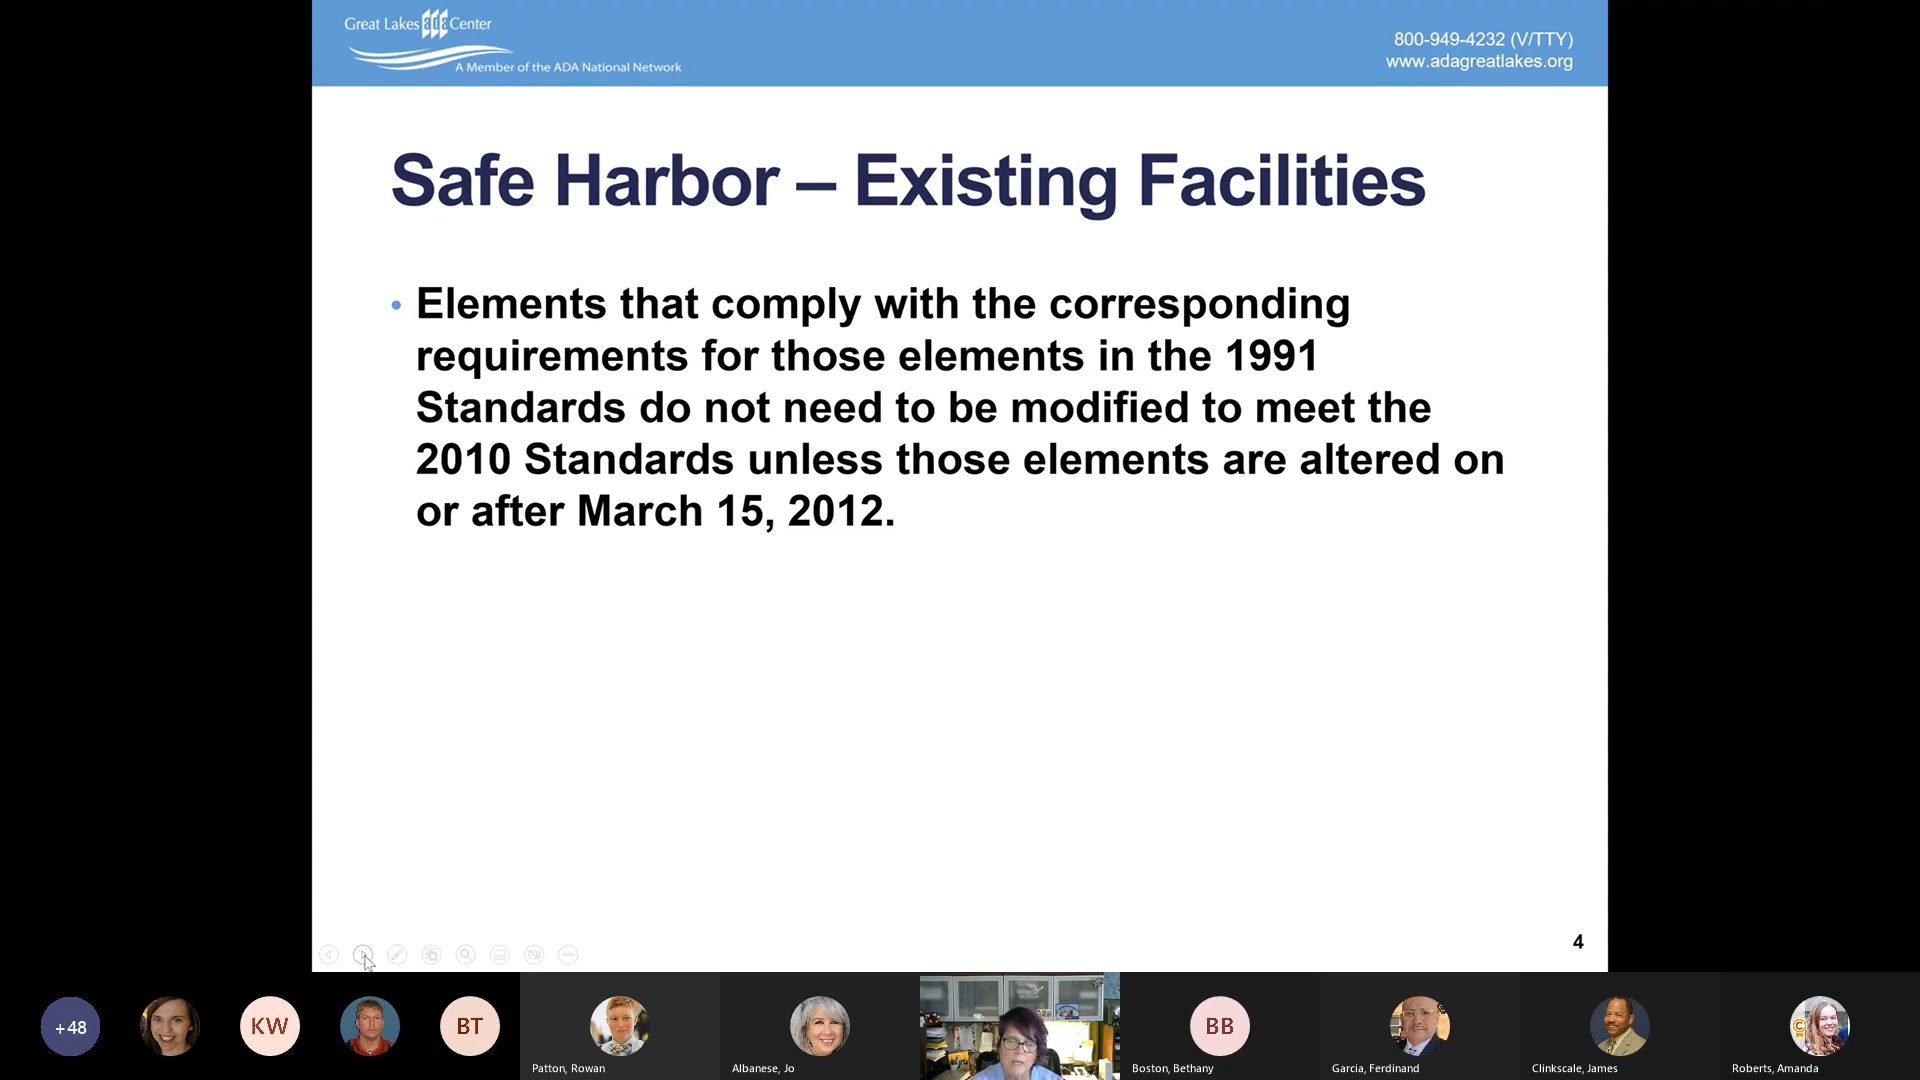 Great Lakes ada Center
A Member of the ADA National Network
800-949-4232 (V/TTY)
www.adagreatlakes.org
Safe Harbor – Existing Facilities
• Elements that comply with the corresponding
requirements for those elements in the 1991
Standards do not need to be modified to meet the
2010 Standards unless those elements are altered on
or after March 15, 2012.
4
+48
KW
BT
BB
Patton, Rowan
Albanese, Jo
Boston, Bethany
Garcia, Ferdinand
Clinkscale, James
Roberts, Amanda